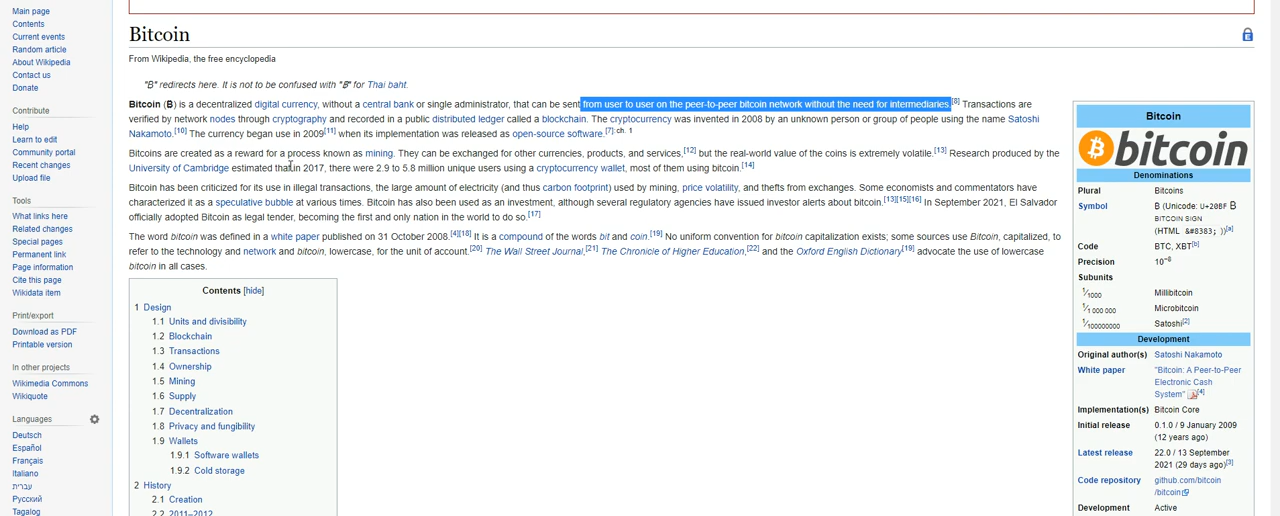 Main page
Contents
Current events
Random article
About Wikipedia
Contact us
Donate
Contribute
Help
Learn to edit
Community portal
Recent changes
Upload file
Tools
What links here
Related changes
Special pages
Permanent link
Page information
Cite this page
Wikidata item
Print/export
Download as PDF
Printable version
In other projects
Wikimedia Commons
Wikiquote
Languages
Deutsch
Español
Français
Italiano
עברית
Русский
Tagalog
Bitcoin
From Wikipedia, the free encyclopedia
"₿" redirects here. It is not to be confused with "฿" for Thai baht.
Bitcoin (₿) is a decentralized digital currency, without a central bank or single administrator, that can be sent from user to user on the peer-to-peer bitcoin network without the need for intermediaries.[8] Transactions are
verified by network nodes through cryptography and recorded in a public distributed ledger called a blockchain. The cryptocurrency was invented in 2008 by an unknown person or group of people using the name Satoshi
Nakamoto.[10] The currency began use in 2009[11] when its implementation was released as open-source software.[7]: ch. 1
Bitcoins are created as a reward for a process known as mining. They can be exchanged for other currencies, products, and services,[12] but the real-world value of the coins is extremely volatile.[13] Research produced by the
University of Cambridge estimated that in 2017, there were 2.9 to 5.8 million unique users using a cryptocurrency wallet, most of them using bitcoin.[14]
Bitcoin has been criticized for its use in illegal transactions, the large amount of electricity (and thus carbon footprint) used by mining, price volatility, and thefts from exchanges. Some economists and commentators have
characterized it as a speculative bubble at various times. Bitcoin has also been used as an investment, although several regulatory agencies have issued investor alerts about bitcoin.[13][15][16] In September 2021, El Salvador
officially adopted Bitcoin as legal tender, becoming the first and only nation in the world to do so.[17]
The word bitcoin was defined in a white paper published on 31 October 2008.[4][18] It is a compound of the words bit and coin.[19] No uniform convention for bitcoin capitalization exists; some sources use Bitcoin, capitalized, to
refer to the technology and network and bitcoin, lowercase, for the unit of account.[20] The Wall Street Journal,[21] The Chronicle of Higher Education,[22] and the Oxford English Dictionary[19] advocate the use of lowercase
bitcoin in all cases.
Contents [hide]
1 Design
1.1 Units and divisibility
1.2 Blockchain
1.3 Transactions
1.4 Ownership
1.5 Mining
1.6 Supply
1.7 Decentralization
1.8 Privacy and fungibility
1.9 Wallets
1.9.1 Software wallets
1.9.2 Cold storage
2 History
2.1 Creation
2.2 2011–2012
Bitcoin
bitcoin
Denominations
Plural Bitcoins
Symbol ₿ (Unicode: U+20BF ₿
BITCOIN SIGN
(HTML &#8383; ))[a]
Code BTC, XBT[b]
Precision 10⁻⁸
Subunits
1⁄1000 Millibitcoin
1⁄1 000 000 Microbitcoin
1⁄100000000 Satoshi[2]
Development
Original author(s) Satoshi Nakamoto
White paper "Bitcoin: A Peer-to-Peer
Electronic Cash
System" [4]
Implementation(s) Bitcoin Core
Initial release 0.1.0 / 9 January 2009
(12 years ago)
Latest release 22.0 / 13 September
2021 (29 days ago)[3]
Code repository github.com/bitcoin
/bitcoin
Development Active